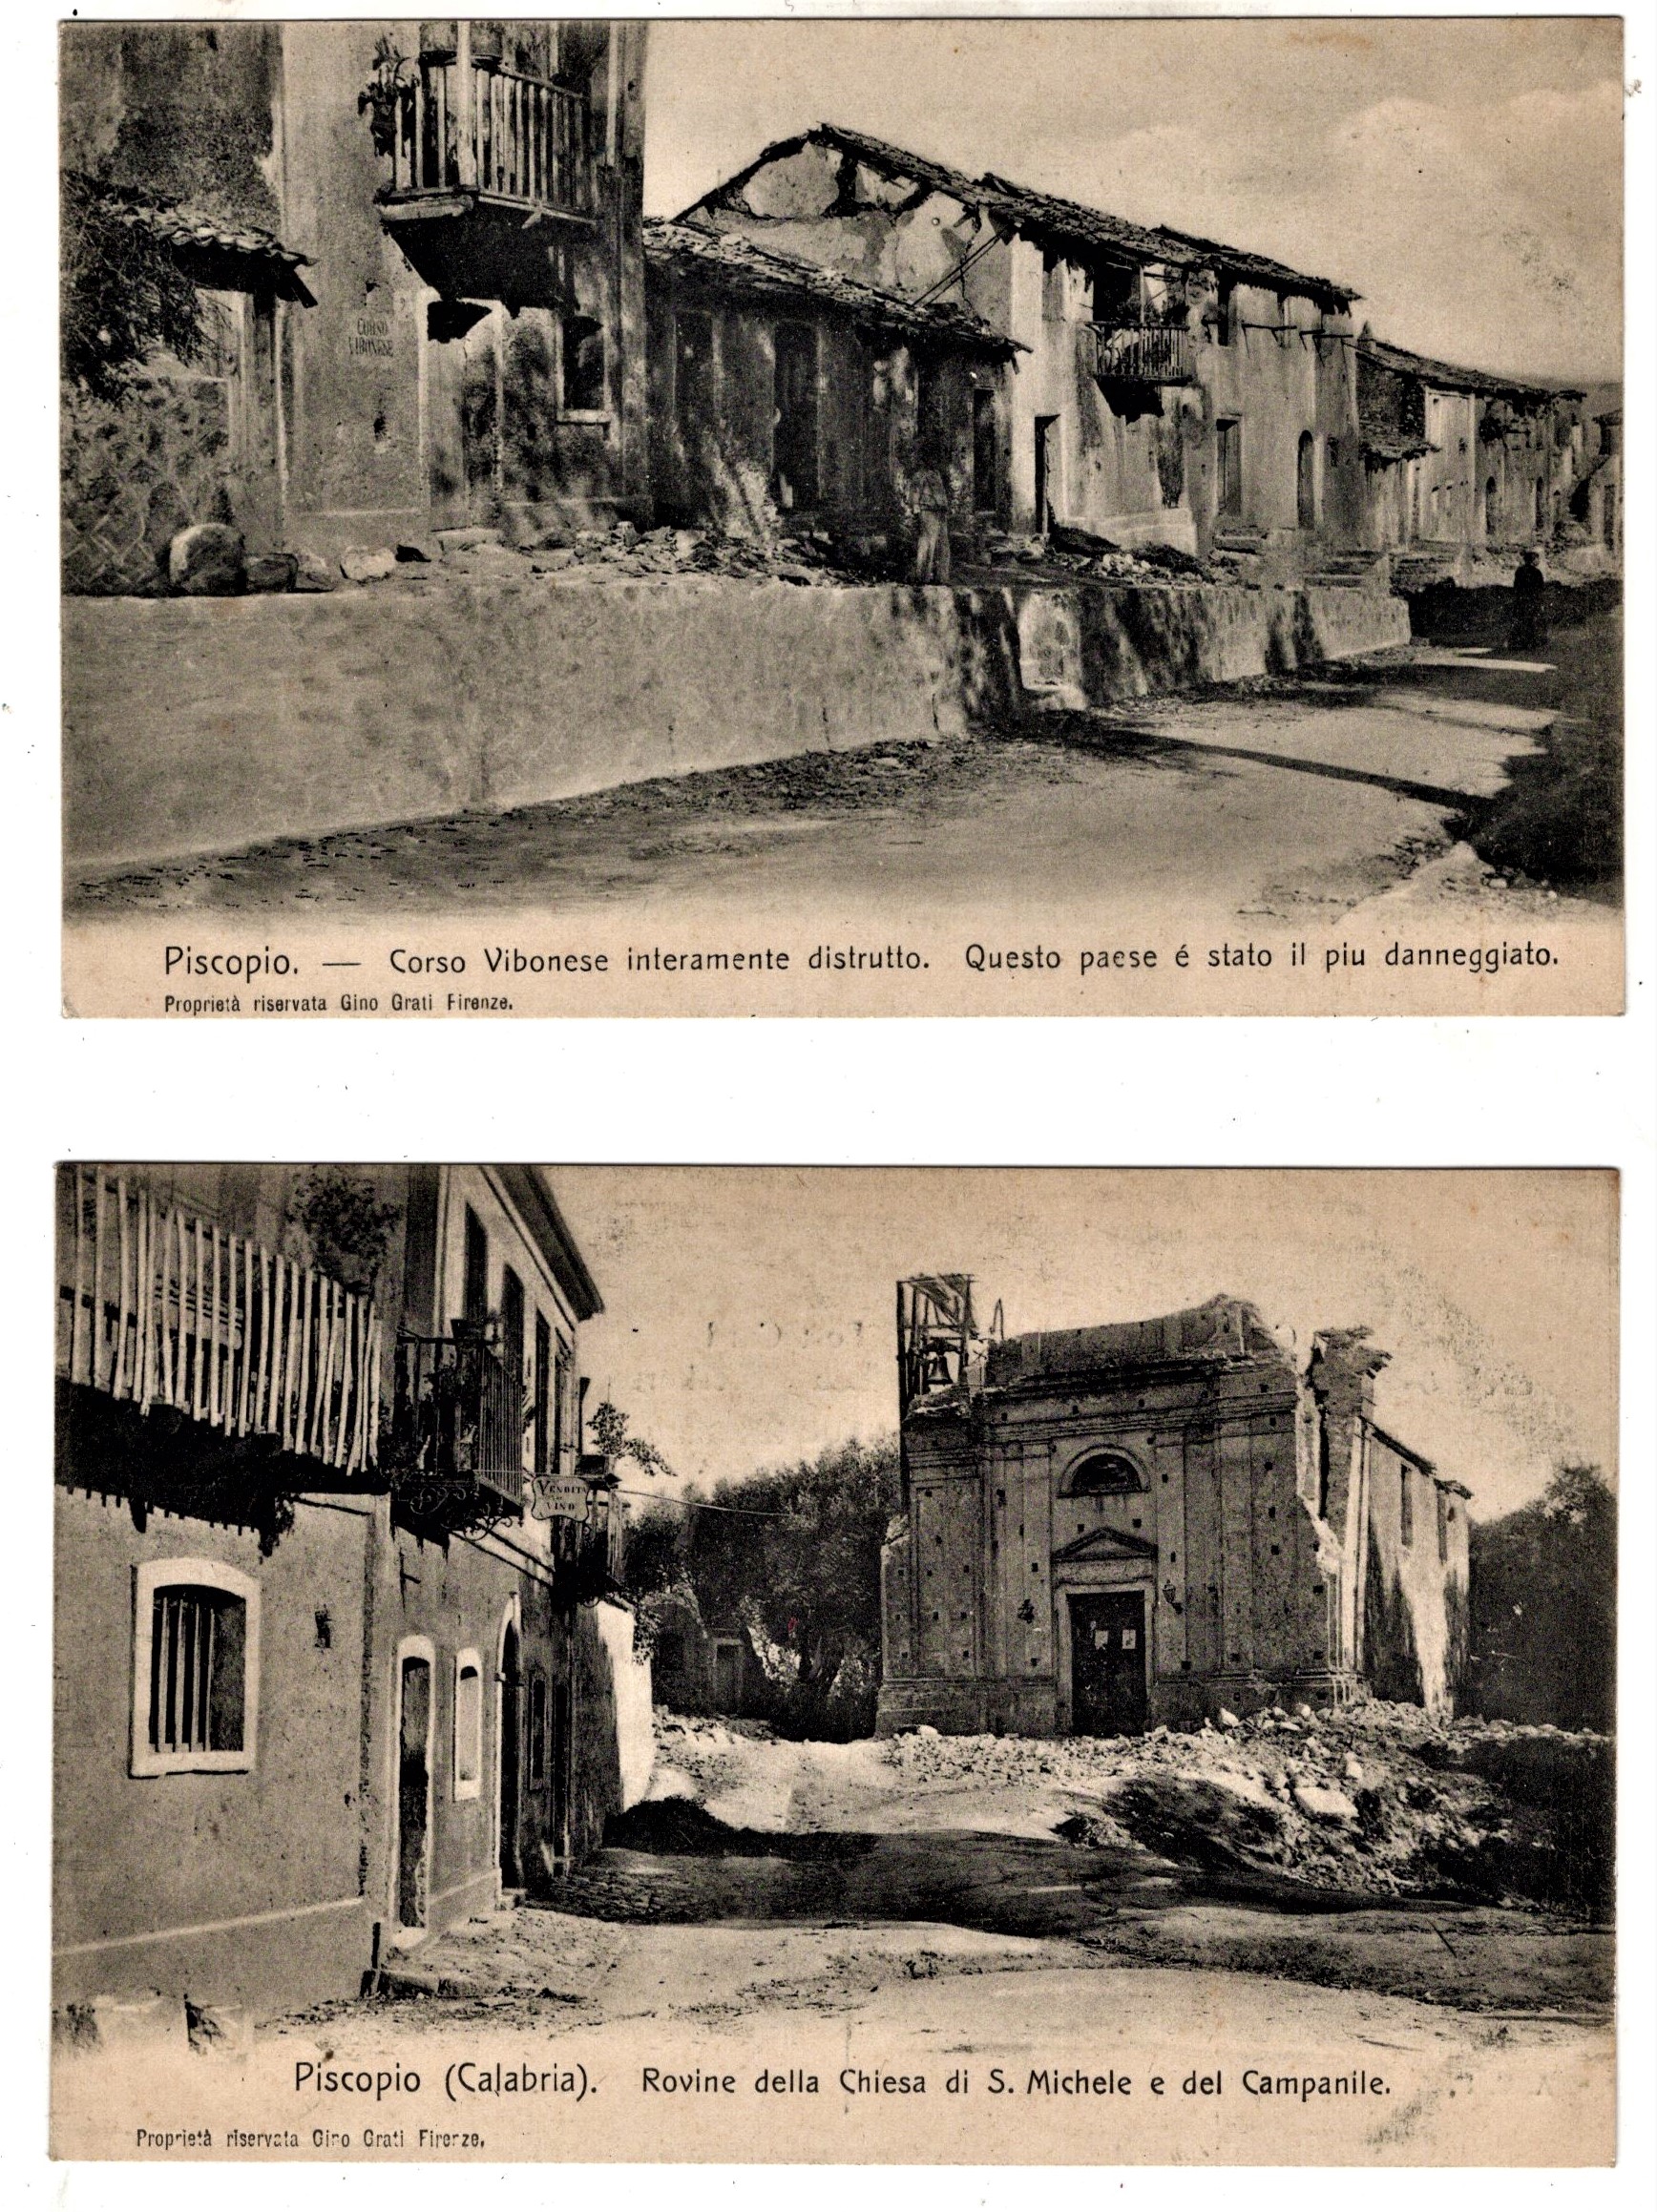 CORSO
VIBONESE
Piscopio. — Corso Vibonese interamente distrutto. Questo paese é stato il piu danneggiato.
Proprietà riservata Gino Grati Firenze.
VENDITA
VINO
Piscopio (Calabria). Rovine della Chiesa di S. Michele e del Campanile.
Proprietà riservata Gino Grati Firenze.